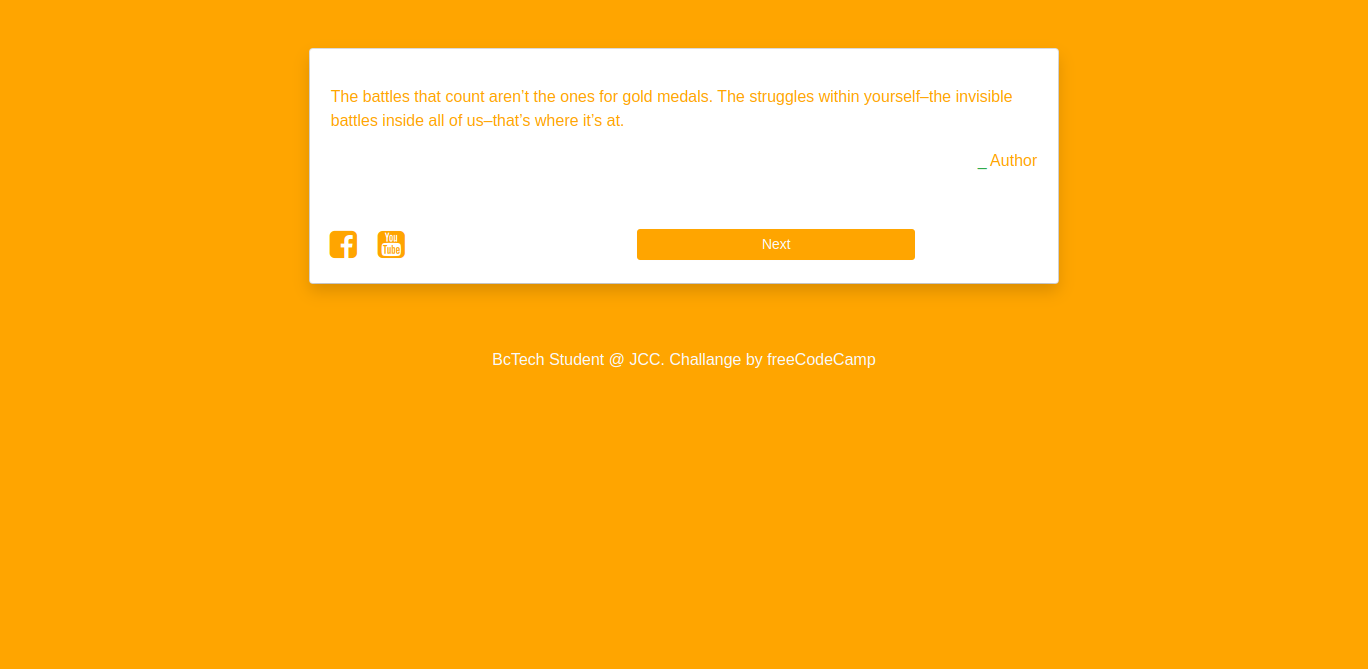 The battles that count aren’t the ones for gold medals. The struggles within yourself–the invisible
battles inside all of us–that’s where it’s at.
_ Author
You
Tube
Next
BcTech Student @ JCC. Challange by freeCodeCamp